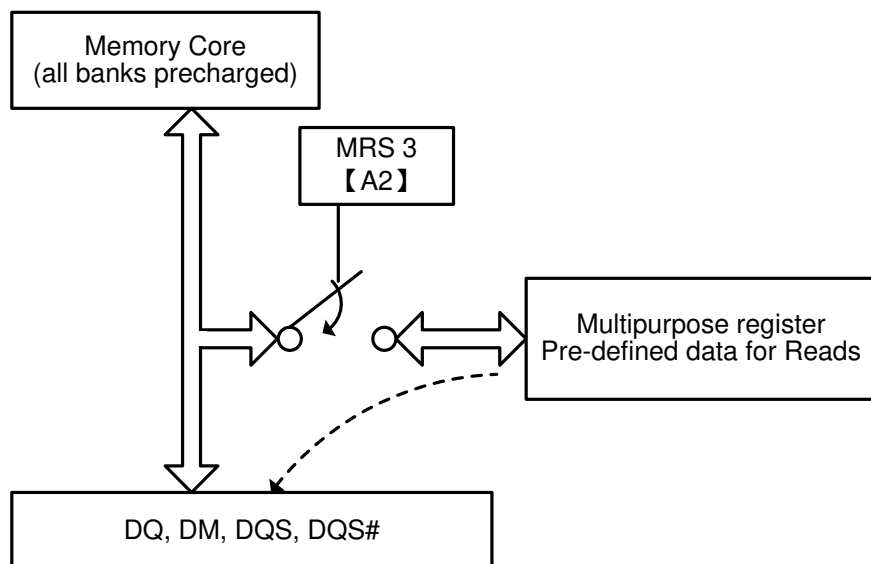 Memory Core
(all banks precharged)
MRS 3
【A2】
Multipurpose register
Pre-defined data for Reads
DQ, DM, DQS, DQS#